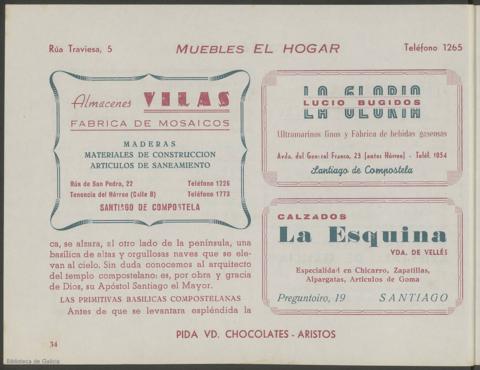 Rúa Traviesa, 5 MUEBLES EL HOGAR Teléfono 1265
Almacenes VILAS
FABRICA DE MOSAICOS
MADERAS
MATERIALES DE CONSTRUCCION
ARTICULOS DE SANEAMIENTO
Rúa de San Pedro, 22 Teléfono 1226
Tenencia del Hórreo (Calle B) Teléfono 1773
SANTIAGO DE COMPOSTELA
ca, se alzara, al otro lado de la península, una
basílica de altas y orgullosas naves que se ele-
van al cielo. Sin duda conocemos al arquitecto
del templo compostelano: es, por obra y gracia
de Dios, su Apóstol Santiago el Mayor.
LAS PRIMITIVAS BASILICAS COMPOSTELANAS
Antes de que se levantara espléndida la
LA GLORIA
LUCIO BUGIDOS
LA GLORIA
Ultramarinos finos y Fábrica de bebidas gaseosas
Avda. del General Franco, 23 (antes Hórreo) - Teléf. 1054
Santiago de Compostela
CALZADOS
La Esquina
VDA. DE VELLÉS
Especialidad en Chicarro, Zapatillas,
Alpargatas, Artículos de Goma
Preguntoiro, 19 SANTIAGO
PIDA VD. CHOCOLATES - ARISTOS
34
Biblioteca de Galicia